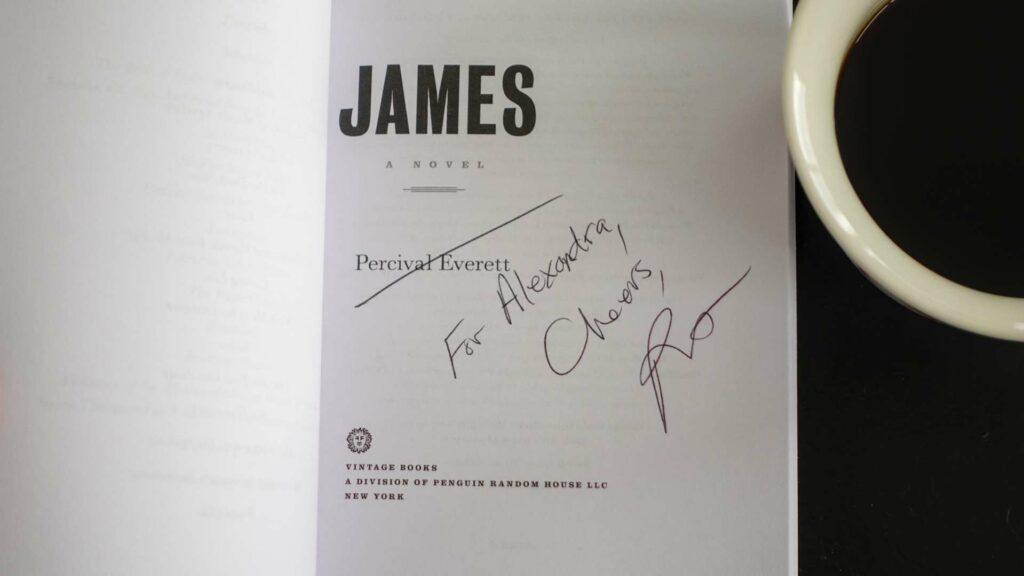 JAMES
A NOVEL
Percival Everett
For Alexandra,
Cheers,
VINTAGE BOOKS
A DIVISION OF PENGUIN RANDOM HOUSE LLC
NEW YORK